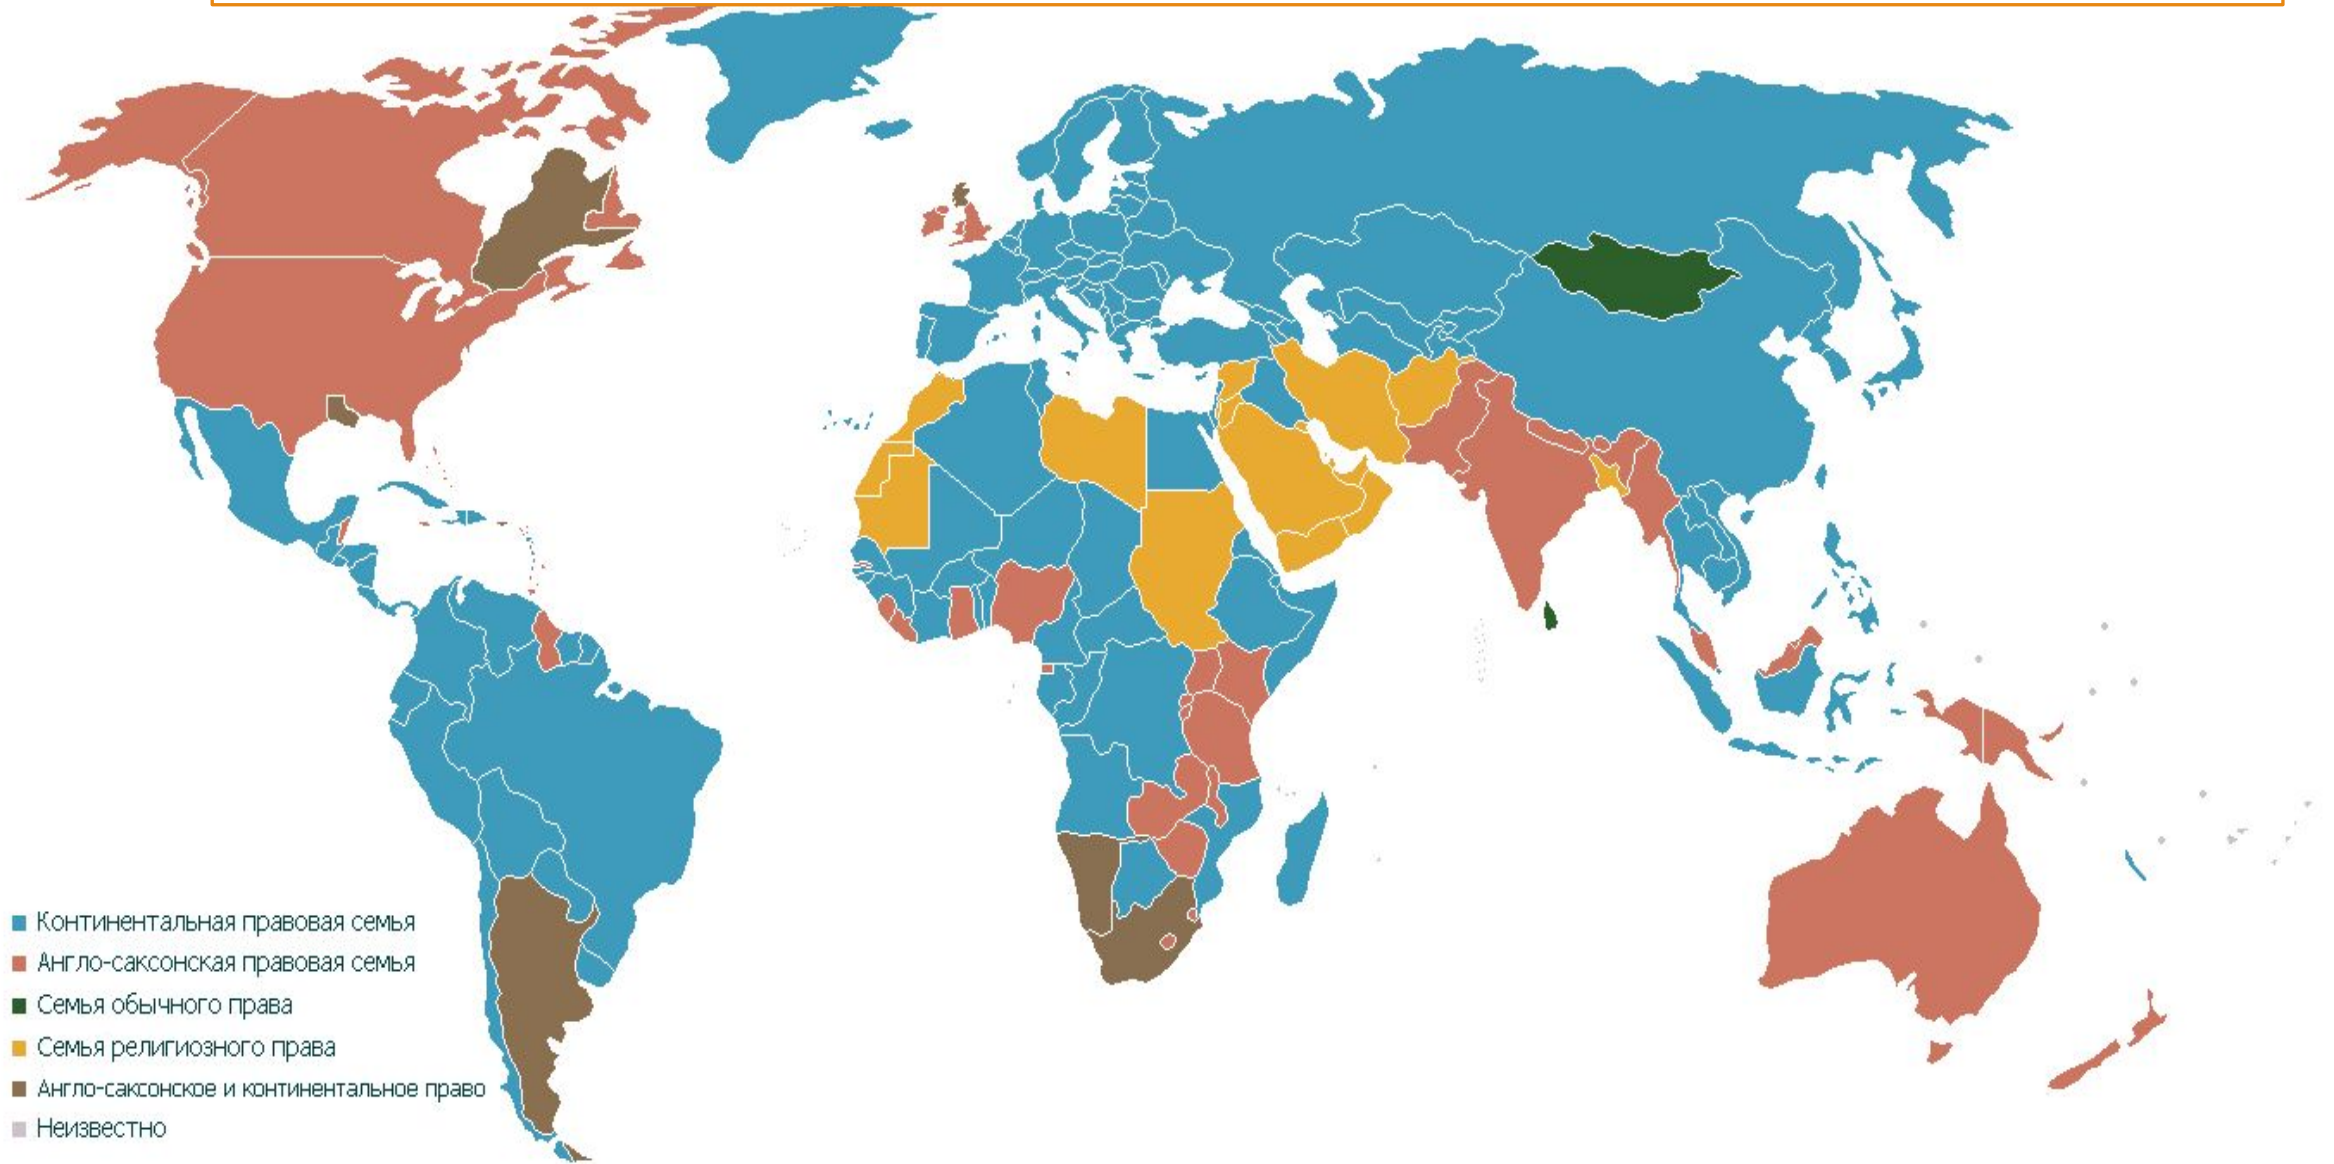 Континентальная правовая семья
Англо-саксонская правовая семья
Семья обычного права
Семья религиозного права
Англо-саксонское и континентальное право
Неизвестно